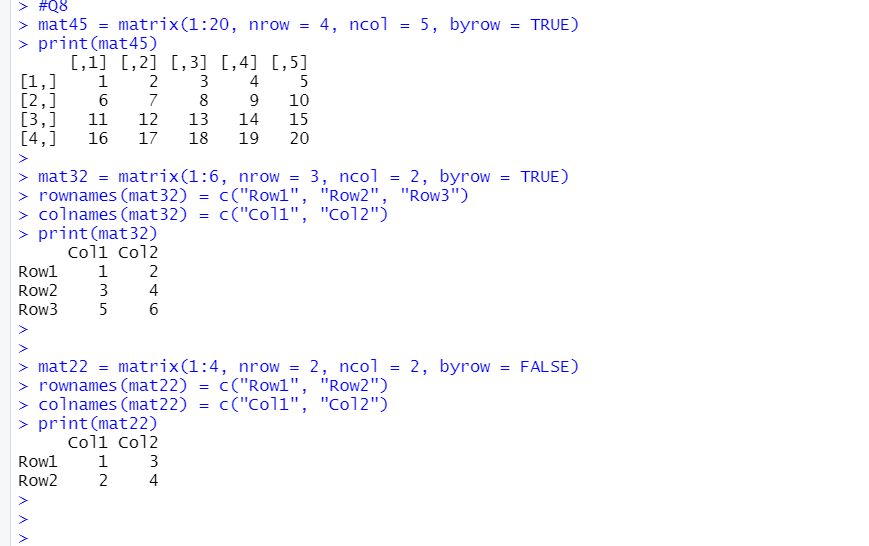 > #Q8
> mat45 = matrix(1:20, nrow = 4, ncol = 5, byrow = TRUE)
> print(mat45)
     [,1] [,2] [,3] [,4] [,5]
[1,]    1    2    3    4    5
[2,]    6    7    8    9   10
[3,]   11   12   13   14   15
[4,]   16   17   18   19   20
>
> mat32 = matrix(1:6, nrow = 3, ncol = 2, byrow = TRUE)
> rownames(mat32) = c("Row1", "Row2", "Row3")
> colnames(mat32) = c("Col1", "Col2")
> print(mat32)
     Col1 Col2
Row1    1    2
Row2    3    4
Row3    5    6
>
>
> mat22 = matrix(1:4, nrow = 2, ncol = 2, byrow = FALSE)
> rownames(mat22) = c("Row1", "Row2")
> colnames(mat22) = c("Col1", "Col2")
> print(mat22)
     Col1 Col2
Row1    1    3
Row2    2    4
>
>
>